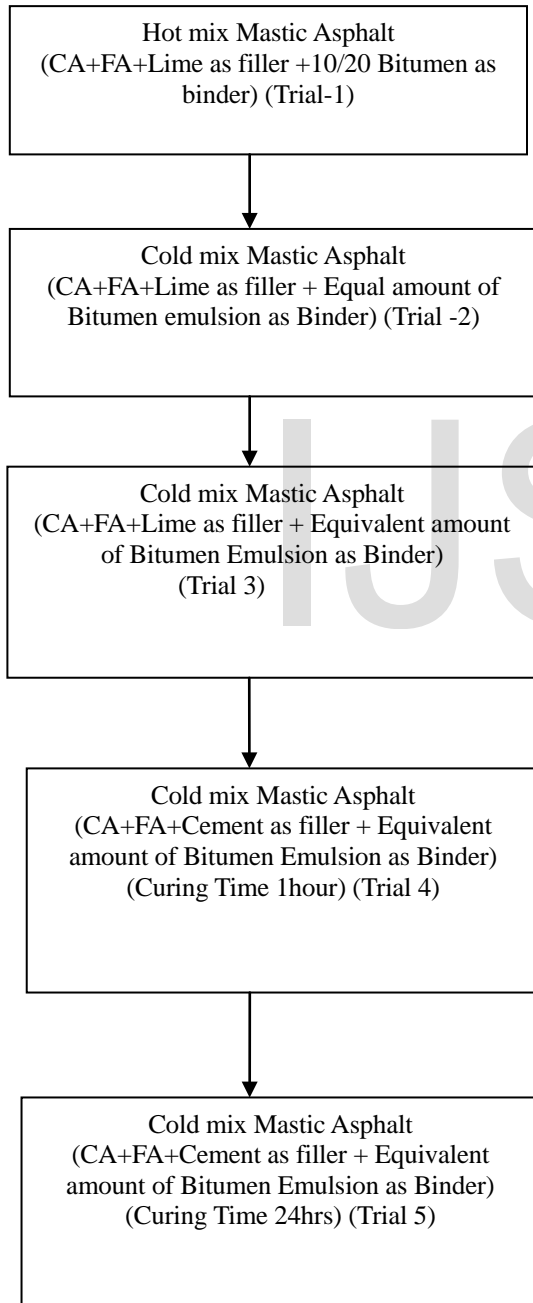 Hot mix Mastic Asphalt
(CA+FA+Lime as filler +10/20 Bitumen as
binder) (Trial-1)
Cold mix Mastic Asphalt
(CA+FA+Lime as filler + Equal amount of
Bitumen emulsion as Binder) (Trial -2)
IJS
Cold mix Mastic Asphalt
(CA+FA+Lime as filler + Equivalent amount
of Bitumen Emulsion as Binder)
(Trial 3)
Cold mix Mastic Asphalt
(CA+FA+Cement as filler + Equivalent
amount of Bitumen Emulsion as Binder)
(Curing Time 1hour) (Trial 4)
Cold mix Mastic Asphalt
(CA+FA+Cement as filler + Equivalent
amount of Bitumen Emulsion as Binder)
(Curing Time 24hrs) (Trial 5)